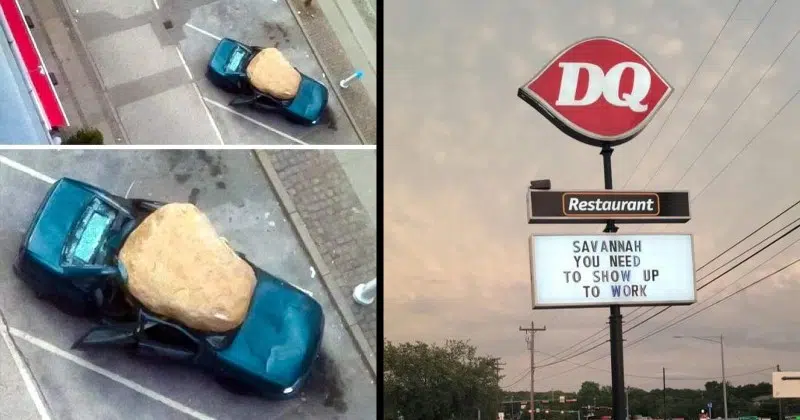 DQ
Restaurant
SAVANNAH
YOU NEED
TO SHOW UP
TO WORK